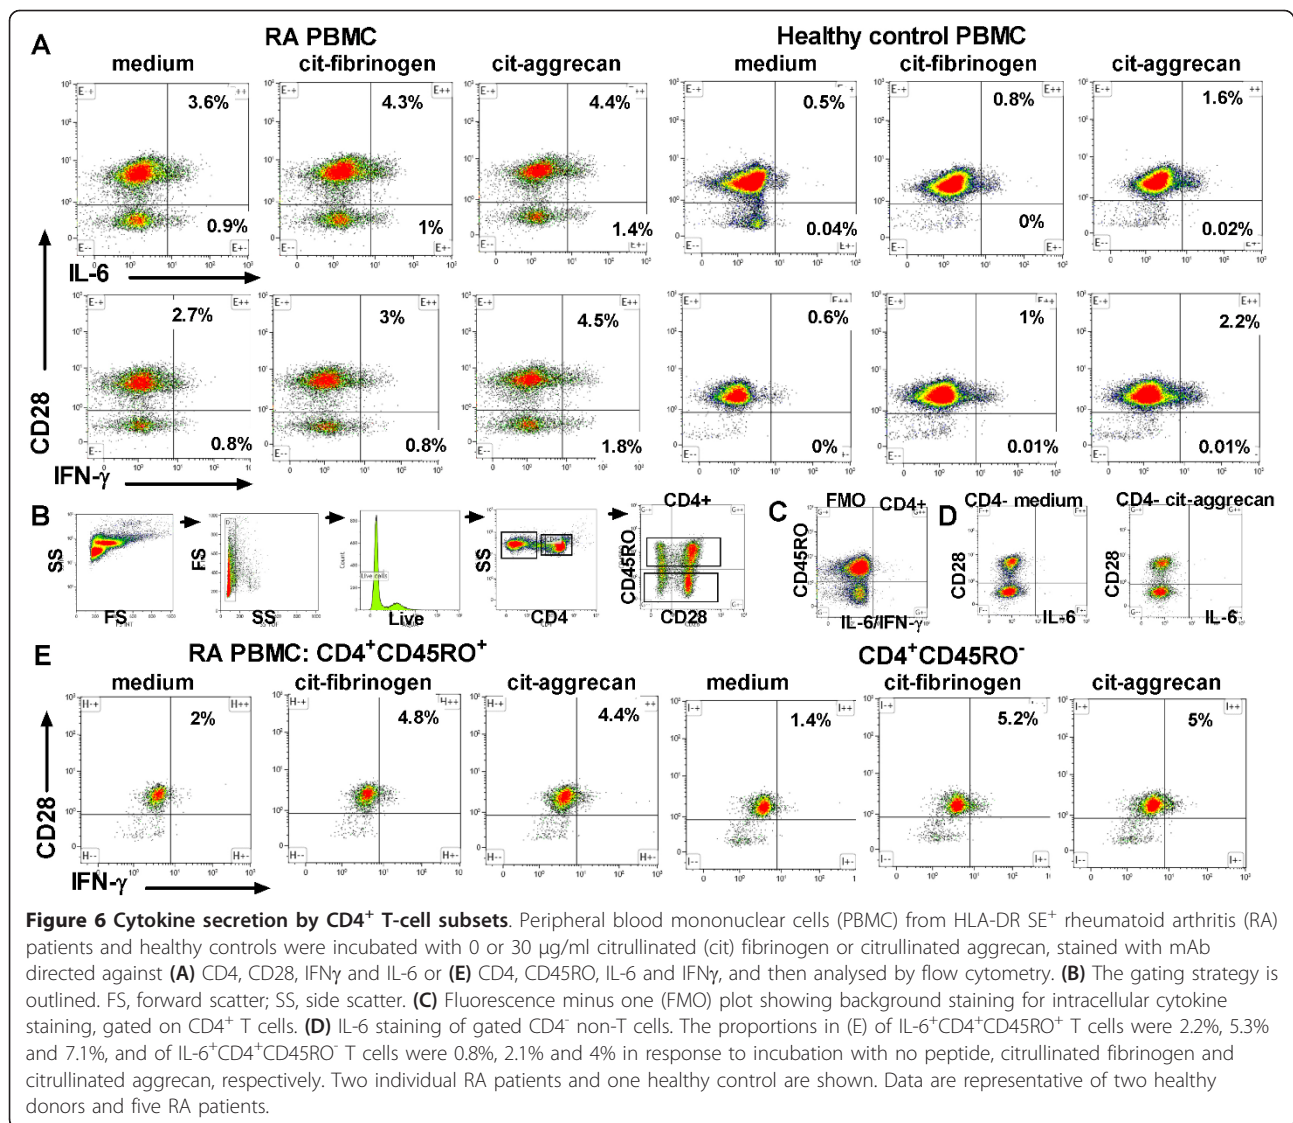 A
RA PBMC
Healthy control PBMC
medium
cit-fibrinogen
cit-aggrecan
medium
cit-fibrinogen
cit-aggrecan
3.6%
4.3%
4.4%
0.5%
0.8%
1.6%
0.9%
1%
1.4%
0.04%
0%
0.02%
IL-6
2.7%
3%
4.5%
0.6%
1%
2.2%
0.8%
0.8%
1.8%
0%
0.01%
0.01%
CD28
IFN-γ
B
SS
FS
FS
SS
Count
Live cells
Live
SS
CD4+
CD4
CD4+
CD45RO
CD28
C
FMO
CD4+
CD45RO
IL-6/IFN-γ
D
CD4- medium
CD28
IL-6
CD4- cit-aggrecan
CD28
IL-6
E
RA PBMC: CD4⁺CD45RO⁺
CD4⁺CD45RO⁻
medium
cit-fibrinogen
cit-aggrecan
medium
cit-fibrinogen
cit-aggrecan
2%
4.8%
4.4%
1.4%
5.2%
5%
CD28
IFN-γ
Figure 6 Cytokine secretion by CD4⁺ T-cell subsets. Peripheral blood mononuclear cells (PBMC) from HLA-DR SE⁺ rheumatoid arthritis (RA)
patients and healthy controls were incubated with 0 or 30 μg/ml citrullinated (cit) fibrinogen or citrullinated aggrecan, stained with mAb
directed against (A) CD4, CD28, IFNγ and IL-6 or (E) CD4, CD45RO, IL-6 and IFNγ, and then analysed by flow cytometry. (B) The gating strategy is
outlined. FS, forward scatter; SS, side scatter. (C) Fluorescence minus one (FMO) plot showing background staining for intracellular cytokine
staining, gated on CD4⁺ T cells. (D) IL-6 staining of gated CD4⁻ non-T cells. The proportions in (E) of IL-6⁺CD4⁺CD45RO⁺ T cells were 2.2%, 5.3%
and 7.1%, and of IL-6⁺CD4⁺CD45RO⁻ T cells were 0.8%, 2.1% and 4% in response to incubation with no peptide, citrullinated fibrinogen and
citrullinated aggrecan, respectively. Two individual RA patients and one healthy control are shown. Data are representative of two healthy
donors and five RA patients.